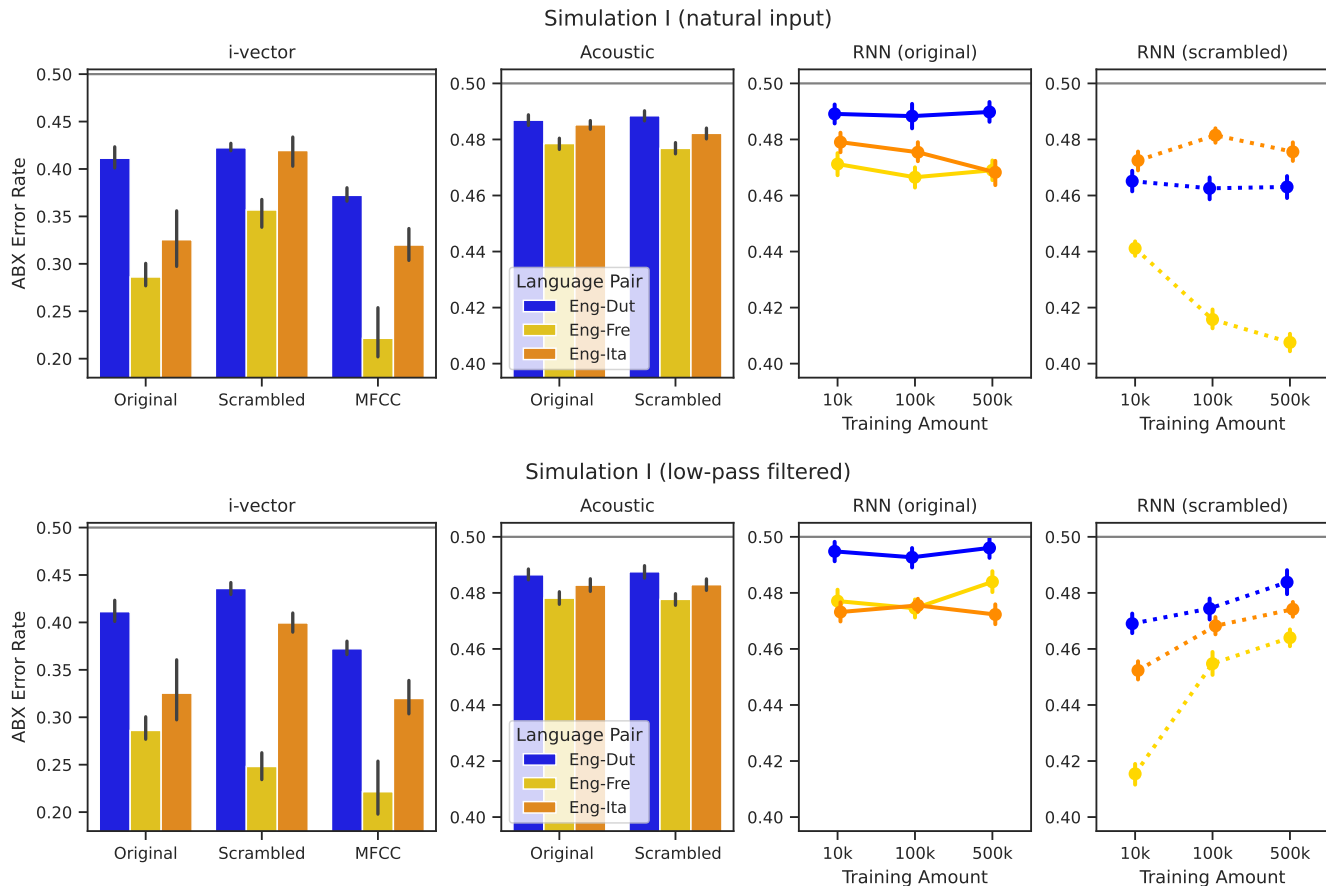 Simulation I (natural input)
i-vector
Acoustic
RNN (original)
RNN (scrambled)
ABX Error Rate
0.50
0.45
0.40
0.35
0.30
0.25
0.20
Original Scrambled MFCC
0.50
0.48
0.46
0.44
0.42
0.40
Language Pair
Eng-Dut
Eng-Fre
Eng-Ita
Original Scrambled
0.50
0.48
0.46
0.44
0.42
0.40
10k 100k 500k
Training Amount
0.50
0.48
0.46
0.44
0.42
0.40
10k 100k 500k
Training Amount
Simulation I (low-pass filtered)
i-vector
Acoustic
RNN (original)
RNN (scrambled)
ABX Error Rate
0.50
0.45
0.40
0.35
0.30
0.25
0.20
Original Scrambled MFCC
0.50
0.48
0.46
0.44
0.42
0.40
Language Pair
Eng-Dut
Eng-Fre
Eng-Ita
Original Scrambled
0.50
0.48
0.46
0.44
0.42
0.40
10k 100k 500k
Training Amount
0.50
0.48
0.46
0.44
0.42
0.40
10k 100k 500k
Training Amount